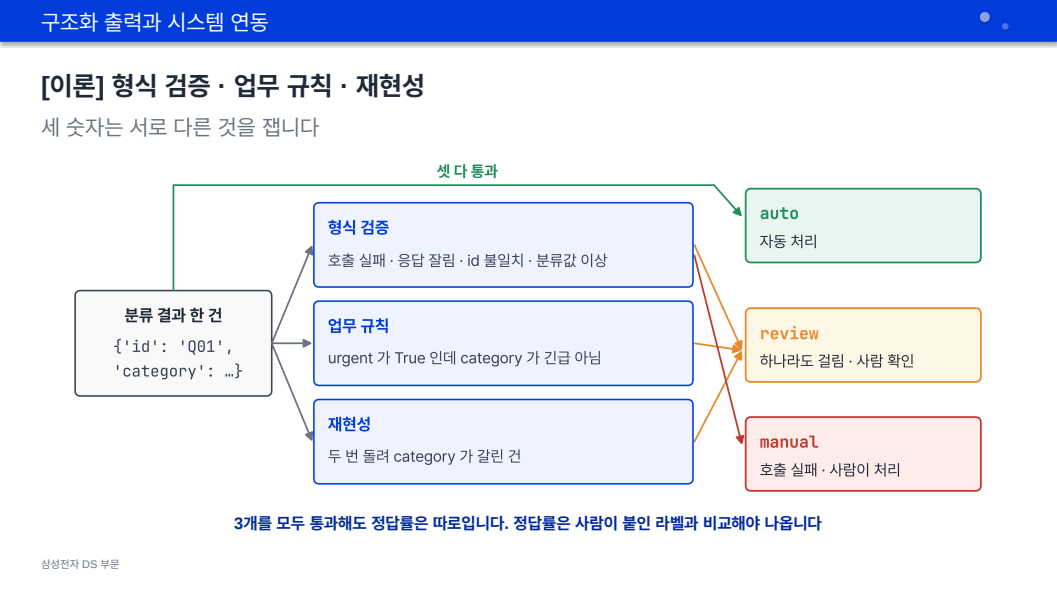 구조화 출력과 시스템 연동
[이론] 형식 검증 · 업무 규칙 · 재현성
세 숫자는 서로 다른 것을 잽니다
셋 다 통과
분류 결과 한 건
{'id': 'Q01',
'category': …}
형식 검증
호출 실패 · 응답 잘림 · id 불일치 · 분류값 이상
업무 규칙
urgent 가 True 인데 category 가 긴급 아님
재현성
두 번 돌려 category 가 갈린 건
auto
자동 처리
review
하나라도 걸림 · 사람 확인
manual
호출 실패 · 사람이 처리
3개를 모두 통과해도 정답률은 따로입니다. 정답률은 사람이 붙인 라벨과 비교해야 나옵니다
삼성전자 DS 부문